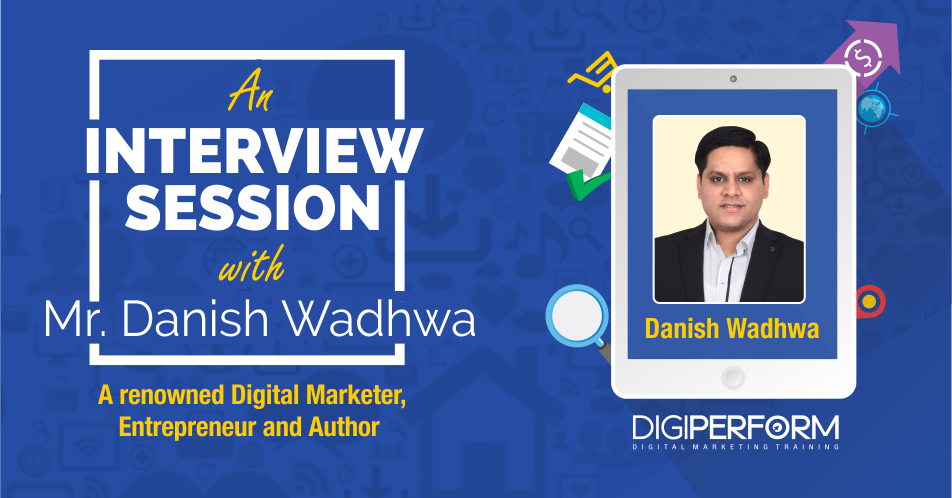 An
INTERVIEW
SESSION
with
Mr. Danish Wadhwa
A renowned Digital Marketer,
Entrepreneur and Author
Danish Wadhwa
DIGIPERFORM
DIGITAL MARKETING TRAINING